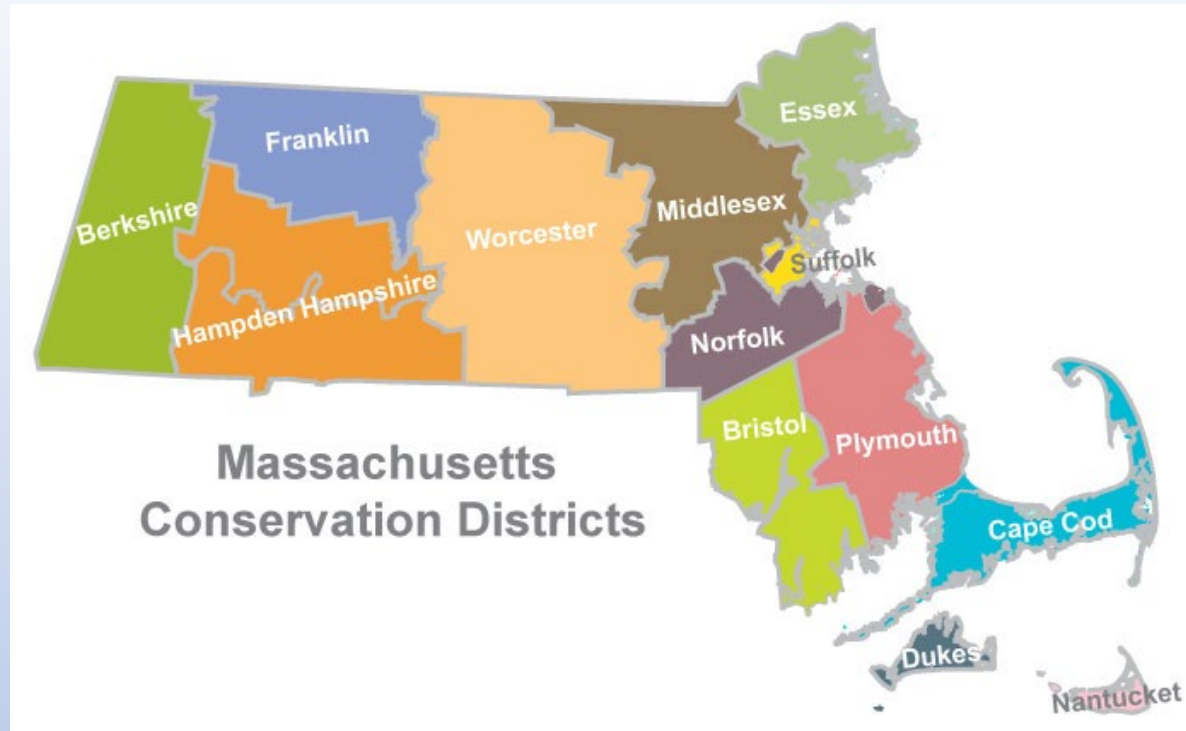 Essex
Franklin
Berkshire
Middlesex
Worcester
Suffolk
Hampden Hampshire
Norfolk
Bristol
Plymouth
Massachusetts
Conservation Districts
Cape Cod
Dukes
Nantucket